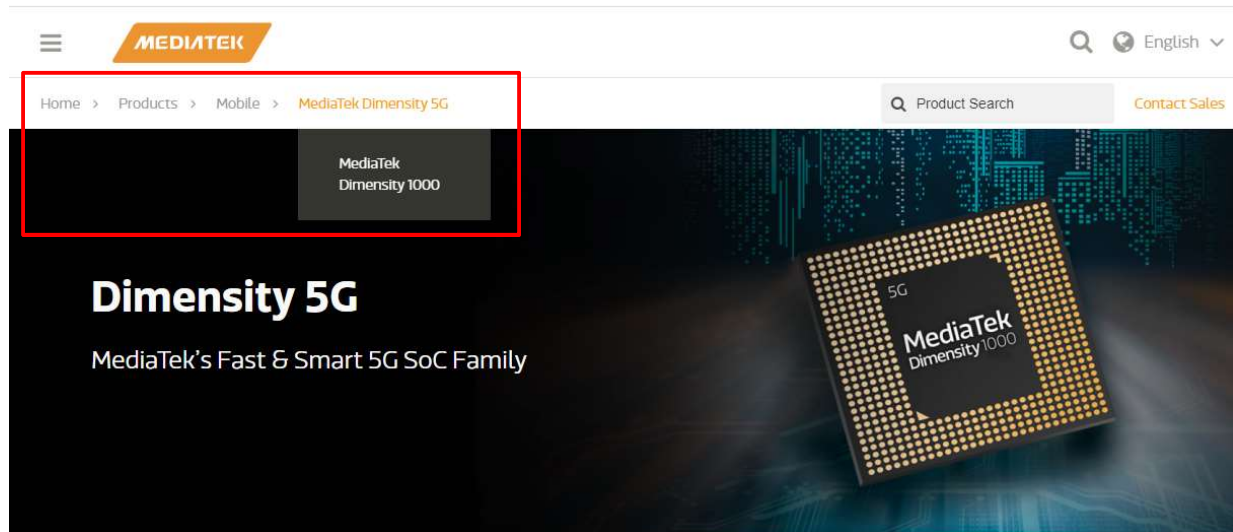 MEDIATEK
English
Home > Products > Mobile > MediaTek Dimensity 5G
Product Search
Contact Sales
MediaTek
Dimensity 1000
Dimensity 5G
MediaTek's Fast & Smart 5G SoC Family
5G
MediaTek
Dimensity 1000